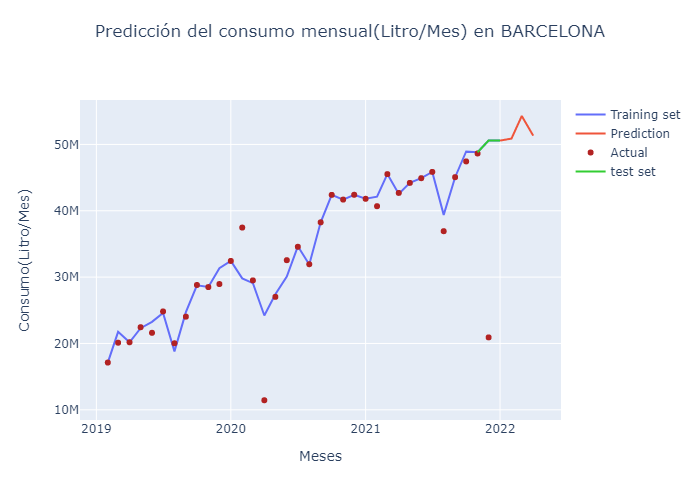 Predicción del consumo mensual(Litro/Mes) en BARCELONA
Training set
Prediction
Actual
test set
Consumo(Litro/Mes)
50M
40M
30M
20M
10M
2019
2020
2021
2022
Meses